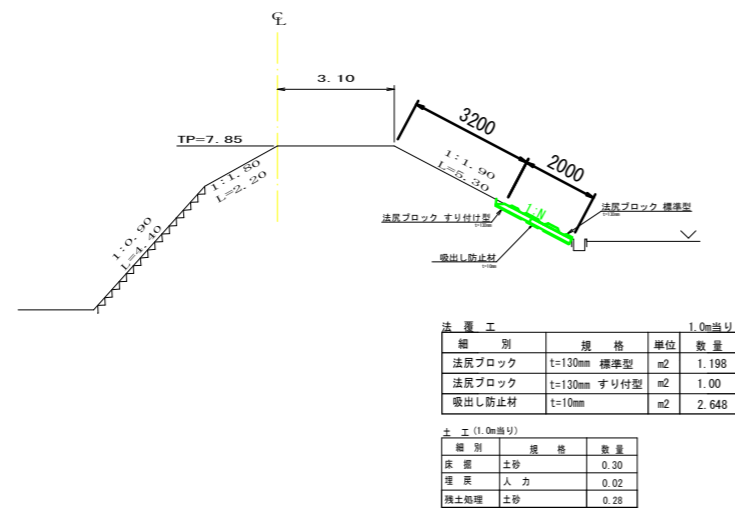 ℄
3.10
TP=7.85
1:1.80
L=2.20
1:0.90
L=4.40
3200
2000
1:1.90
L=5.30
1:N
法尻ブロック すり付け型
t=130mm
法尻ブロック 標準型
t=130mm
吸出し防止材
t=10mm
法 覆 工 1.0m当り
細 別 規 格 単位 数 量
法尻ブロック t=130mm 標準型 m2 1.198
法尻ブロック t=130mm すり付型 m2 1.00
吸出し防止材 t=10mm m2 2.648
土 工 (1.0m当り)
細 別 規 格 数 量
床 掘 土砂 0.30
埋 戻 人 力 0.02
残土処理 土砂 0.28